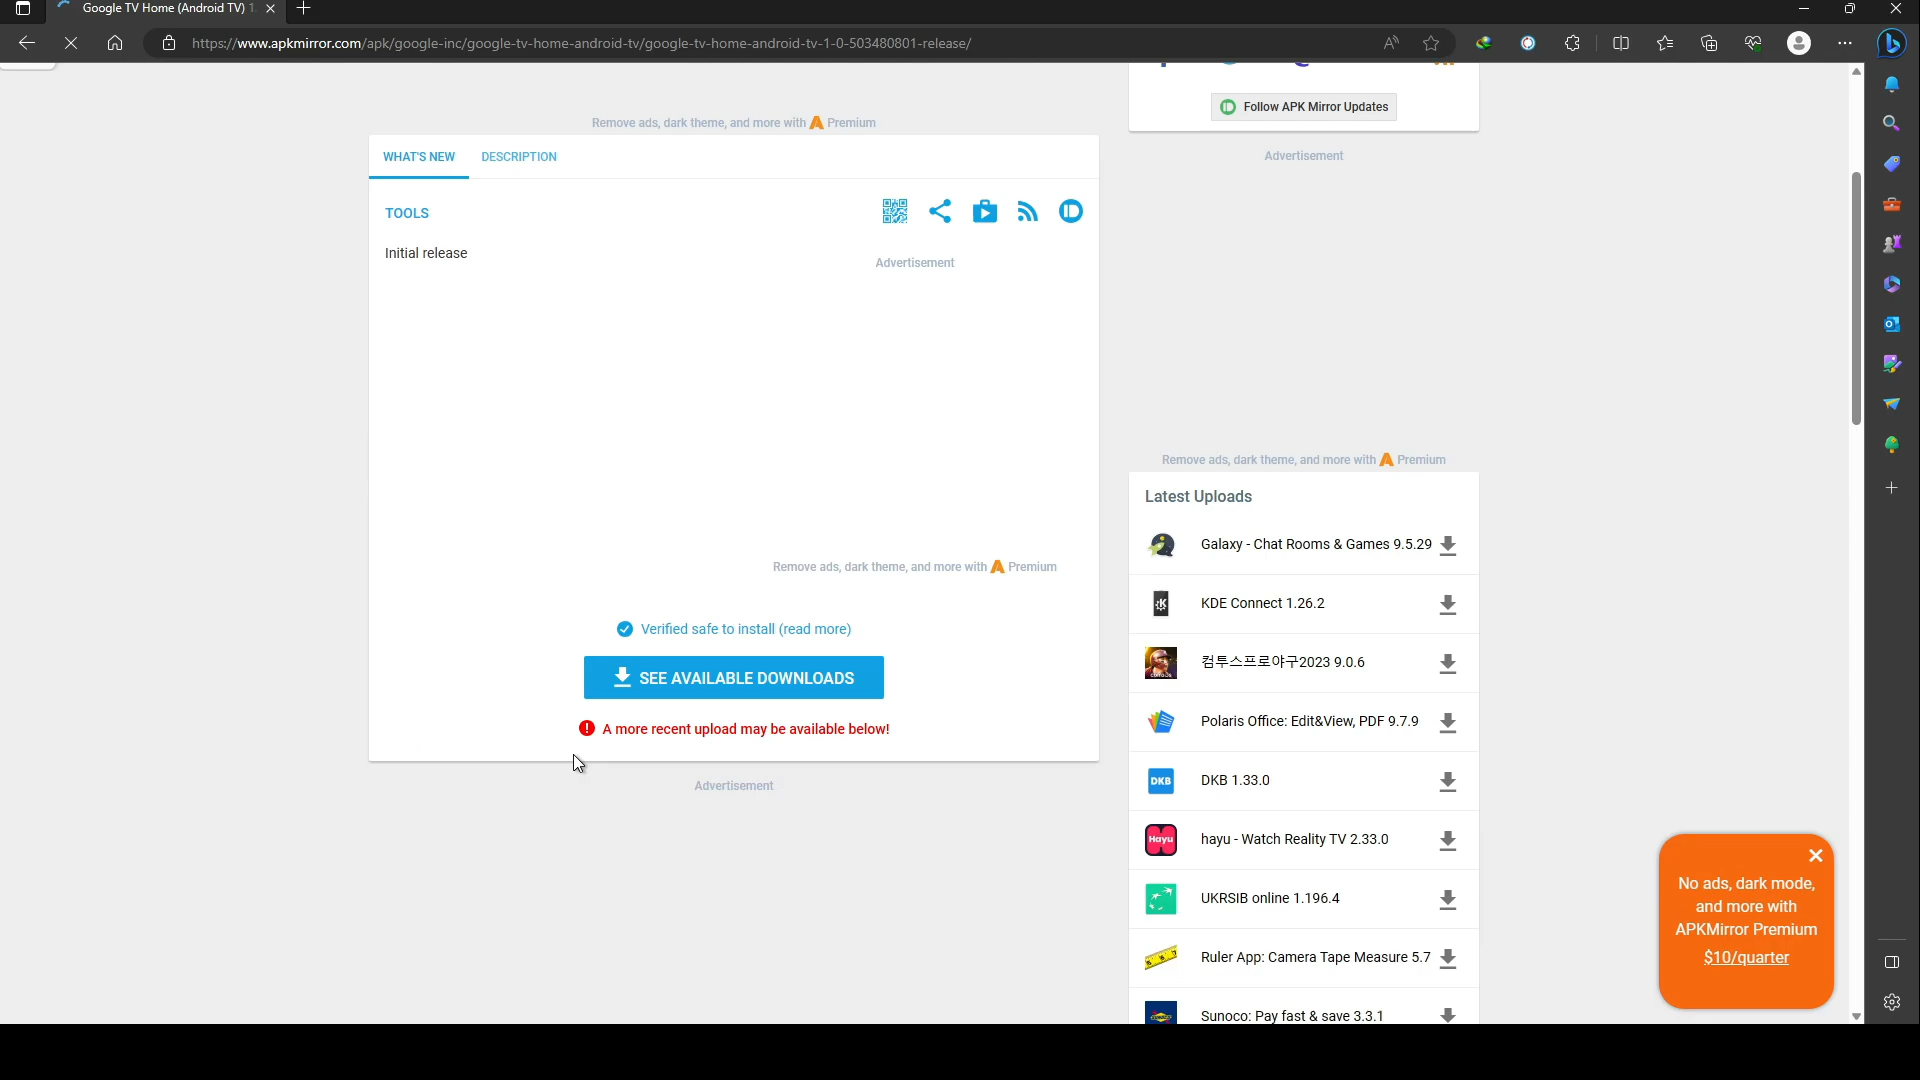 Google TV Home (Android TV) 1.
https://www.apkmirror.com/apk/google-inc/google-tv-home-android-tv/google-tv-home-android-tv-1-0-503480801-release/
Follow APK Mirror Updates
Remove ads, dark theme, and more with Premium
Advertisement
WHAT'S NEW
DESCRIPTION
TOOLS
Initial release
Advertisement
Remove ads, dark theme, and more with Premium
Verified safe to install (read more)
SEE AVAILABLE DOWNLOADS
A more recent upload may be available below!
Advertisement
Remove ads, dark theme, and more with Premium
Latest Uploads
Galaxy - Chat Rooms & Games 9.5.29
KDE Connect 1.26.2
컴투스프로야구2023 9.0.6
Polaris Office: Edit&View, PDF 9.7.9
DKB
DKB 1.33.0
Hayu
hayu - Watch Reality TV 2.33.0
UKRSIB online 1.196.4
Ruler App: Camera Tape Measure 5.7
Sunoco: Pay fast & save 3.3.1
No ads, dark mode,
and more with
APKMirror Premium
$10/quarter